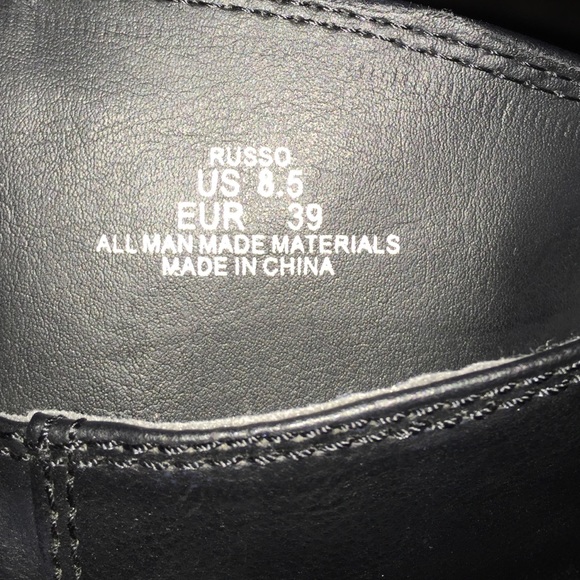 RUSSO
US 8.5
EUR 39
ALL MAN MADE MATERIALS
MADE IN CHINA